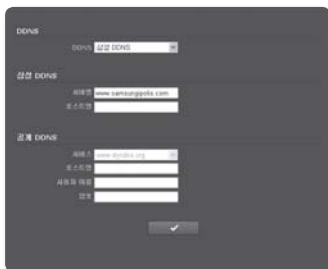 DDNS
DDNS 삼성 DDNS
삼성 DDNS
서버명 www.samsungipolis.com
호스트명
공개 DDNS
서비스 www.dyndns.org
호스트명
사용자 이름
암호